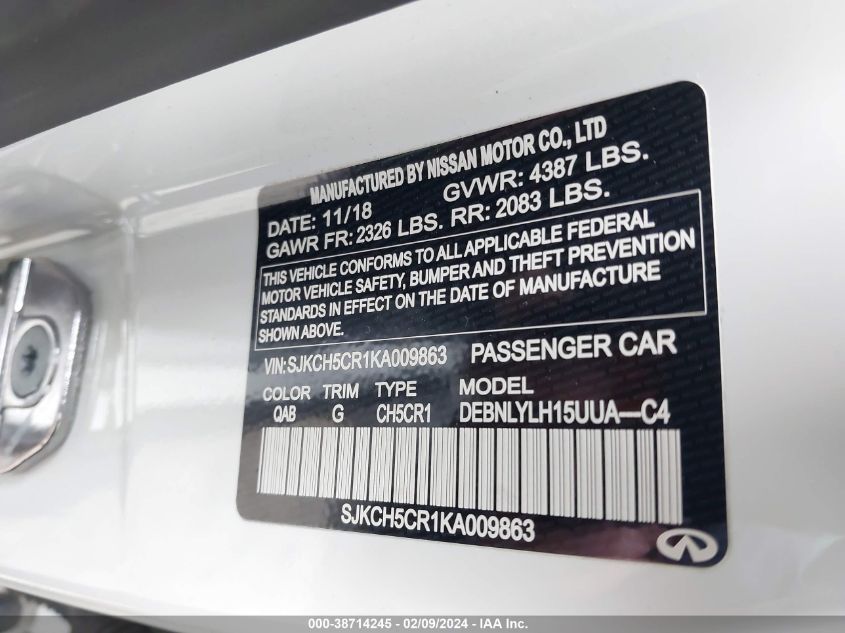 MANUFACTURED BY NISSAN MOTOR CO., LTD
DATE: 11/18 GVWR: 4387 LBS.
GAWR FR: 2326 LBS. RR: 2083 LBS.
THIS VEHICLE CONFORMS TO ALL APPLICABLE FEDERAL
MOTOR VEHICLE SAFETY, BUMPER AND THEFT PREVENTION
STANDARDS IN EFFECT ON THE DATE OF MANUFACTURE
SHOWN ABOVE.
VIN:SJKCH5CR1KA009863 PASSENGER CAR
COLOR TRIM TYPE MODEL
QAB G CH5CR1 DEBNLYLH15UUA—C4
SJKCH5CR1KA009863
000-38714245 - 02/09/2024 - IAA Inc.